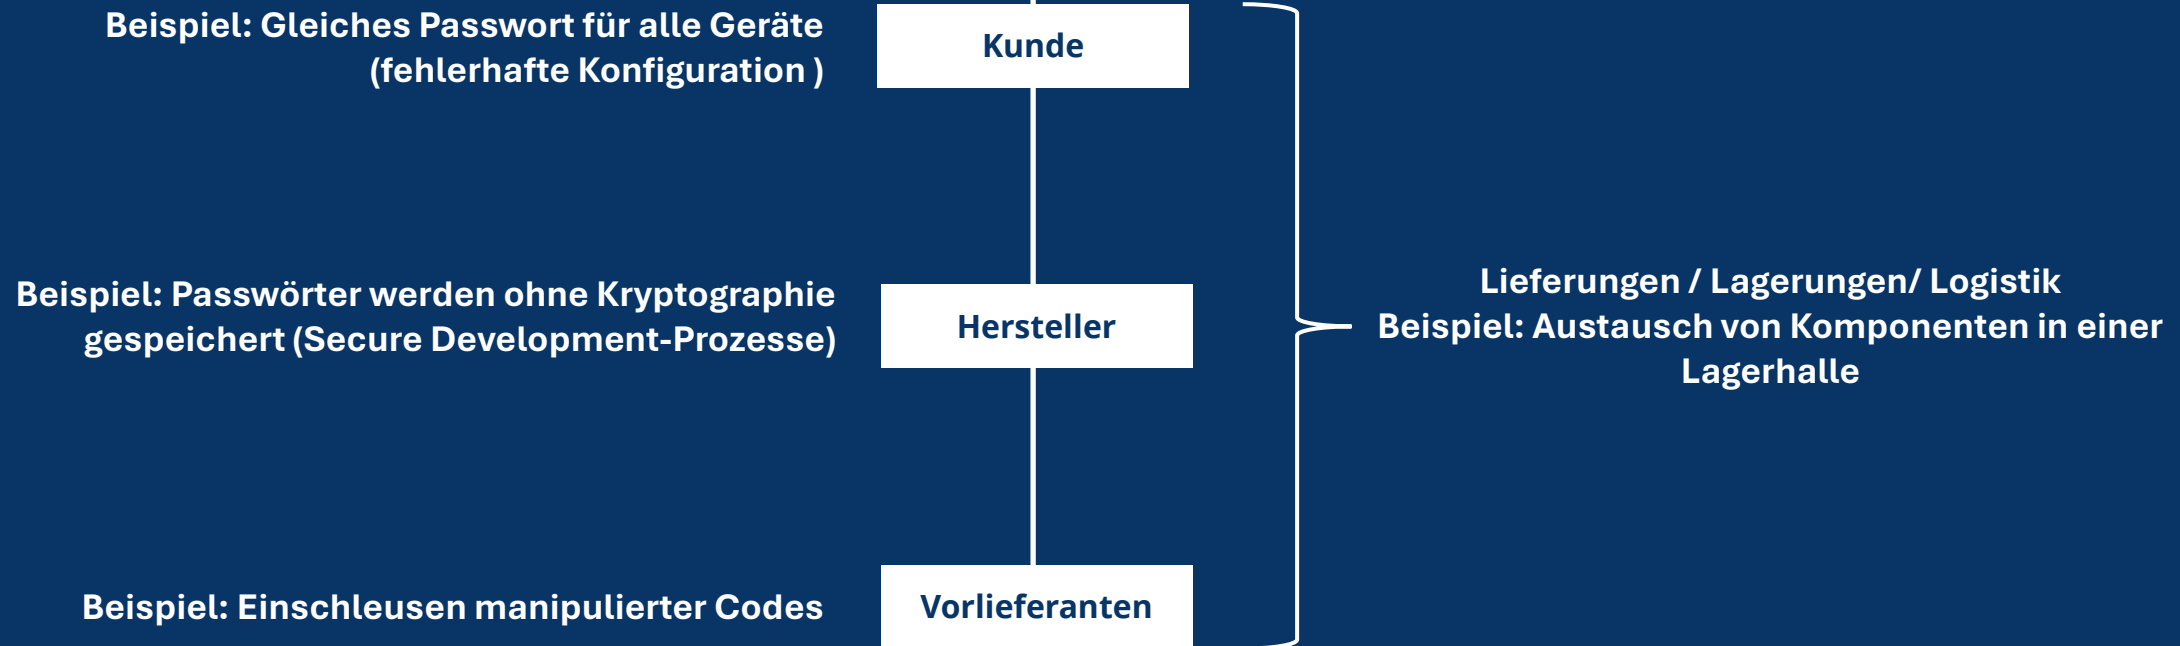 Beispiel: Gleiches Passwort für alle Geräte
(fehlerhafte Konfiguration )
Kunde
Beispiel: Passwörter werden ohne Kryptographie
gespeichert (Secure Development-Prozesse)
Hersteller
Lieferungen / Lagerungen/ Logistik
Beispiel: Austausch von Komponenten in einer
Lagerhalle
Beispiel: Einschleusen manipulierter Codes
Vorlieferanten